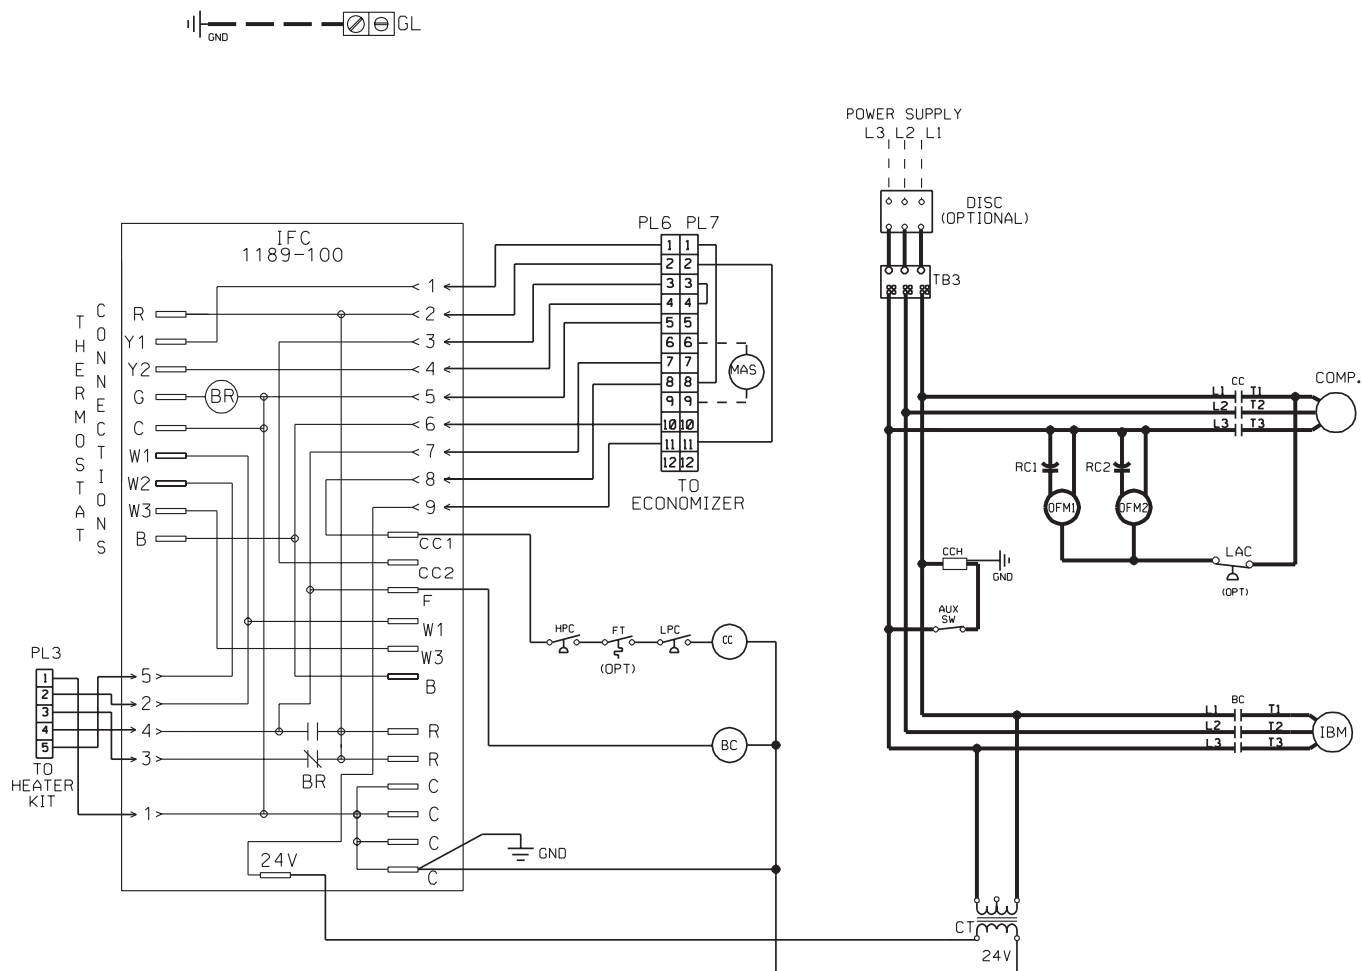 GND
GL
POWER SUPPLY
L3 L2 L1
DISC
(OPTIONAL)
TB3
IFC
1189-100
THERMOSTAT
CONNECTIONS
R
Y1
Y2
G
BR
C
W1
W2
W3
B
1
2
3
4
5
6
7
8
9
CC1
CC2
F
W1
W3
B
R
R
C
C
C
C
5
2
4
3
1
BR
24V
GND
PL3
1
2
3
4
5
TO
HEATER
KIT
PL6 PL7
1 1
2 2
3 3
4 4
5 5
6 6
7 7
8 8
9 9
10 10
11 11
12 12
MAS
TO
ECONOMIZER
HPC
FT
(OPT)
LPC
CC
BC
COMP.
CC
L1 T1
L2 T2
L3 T3
RC1
RC2
OFM1
OFM2
LAC
(OPT)
CCH
GND
AUX
SW
BC
L1 T1
L2 T2
L3 T3
IBM
CT
24V